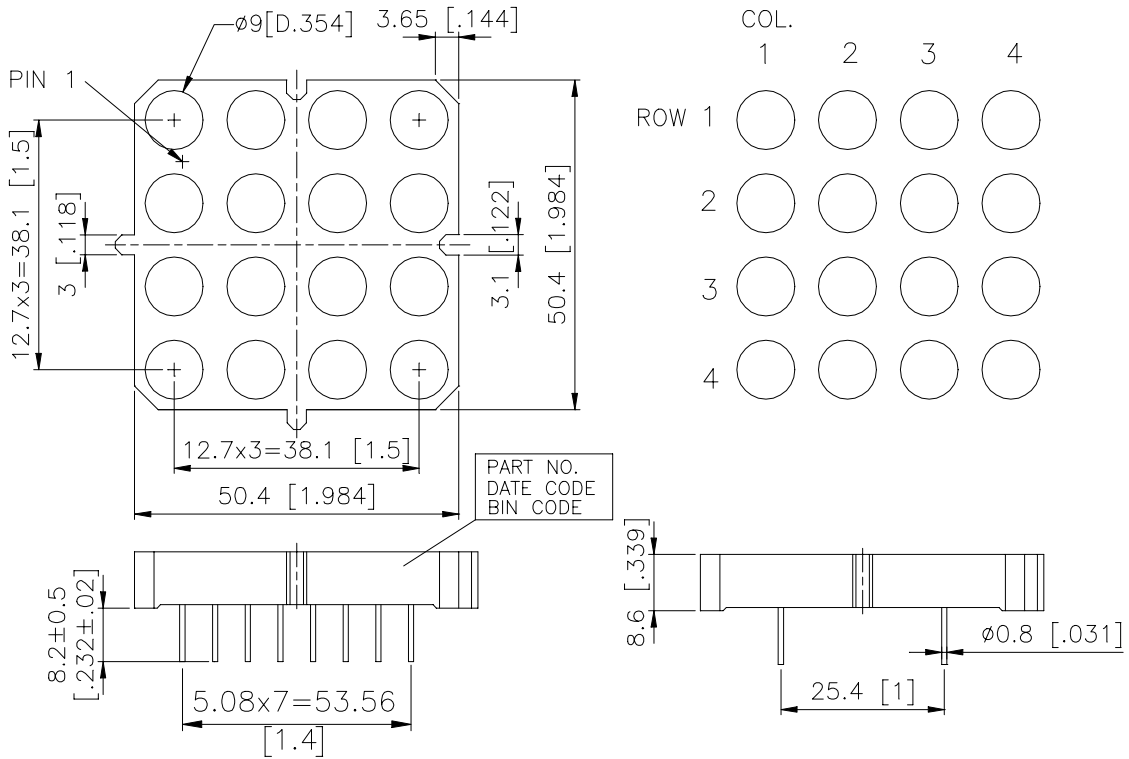 ø9[D.354]
3.65 [.144]
PIN 1
12.7x3=38.1 [1.5]
3 [.118]
3.1 [.122]
50.4 [1.984]
12.7x3=38.1 [1.5]
50.4 [1.984]
COL.
1 2 3 4
ROW 1
2
3
4
PART NO.
DATE CODE
BIN CODE
8.2±0.5
[.232±.02]
5.08x7=53.56
[1.4]
8.6 [.339]
ø0.8 [.031]
25.4 [1]